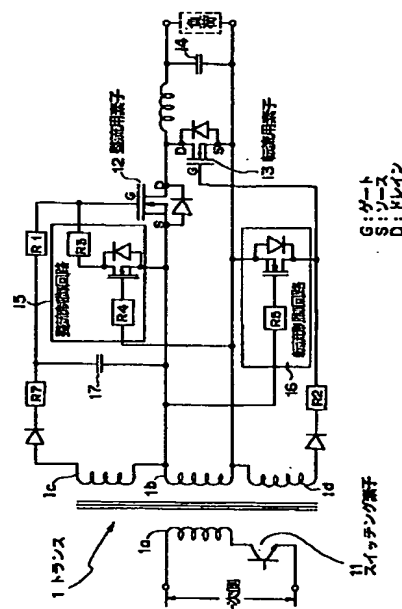 R7
R1
15
整流制御回路
R3
R4
17
12 整流用素子
G
D
S
14
負荷
D
G
S
13 転流用素子
1c
1b
1d
1a
1 トランス
一次側
11
スイッチング素子
転流制御回路
R5
16
R2
G:ゲート
S:ソース
D:ドレイン